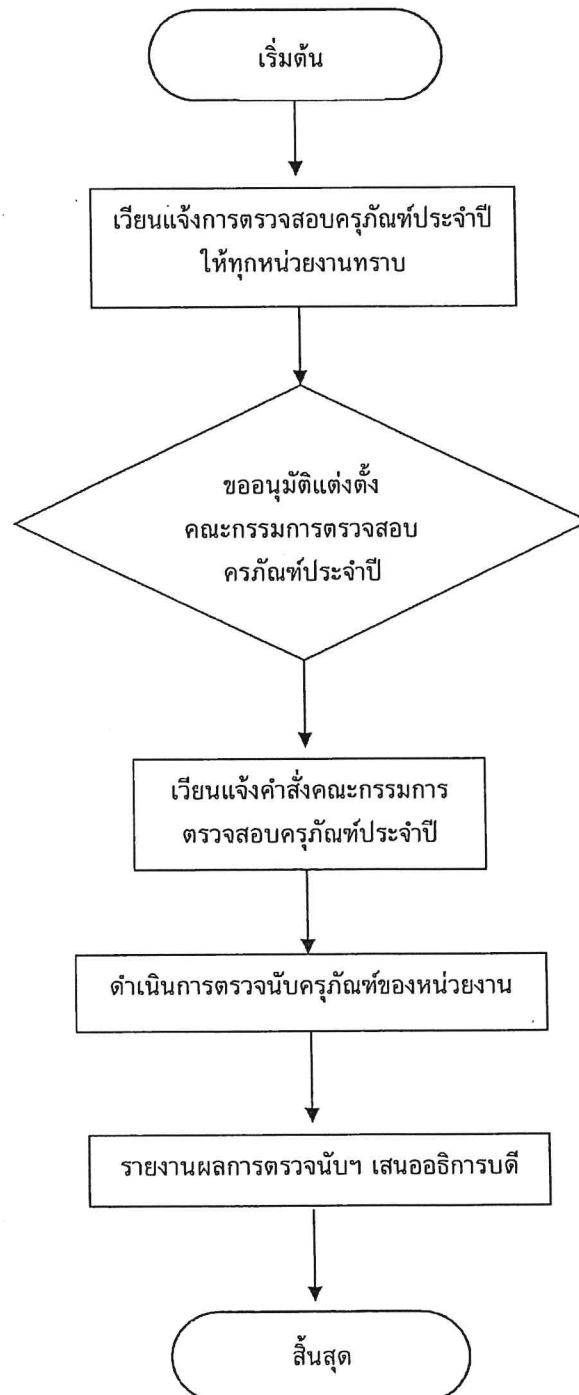 เริ่มต้น
เวียนแจ้งการตรวจสอบครุภัณฑ์ประจำปี
ให้ทุกหน่วยงานทราบ
ขออนุมัติแต่งตั้ง
คณะกรรมการตรวจสอบ
ครภัณฑ์ประจำปี
เวียนแจ้งคำสั่งคณะกรรมการ
ตรวจสอบครุภัณฑ์ประจำปี
ดำเนินการตรวจนับครุภัณฑ์ของหน่วยงาน
รายงานผลการตรวจนับฯ เสนออธิการบดี
สิ้นสุด